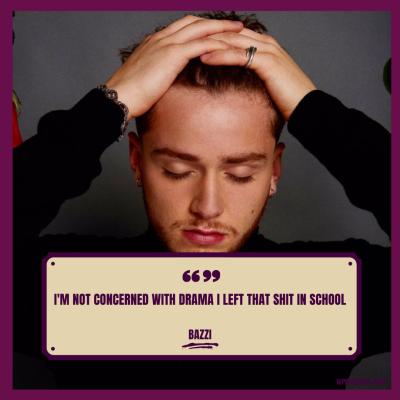 ❝❞
I'M NOT CONCERNED WITH DRAMA I LEFT THAT SHIT IN SCHOOL
BAZZI